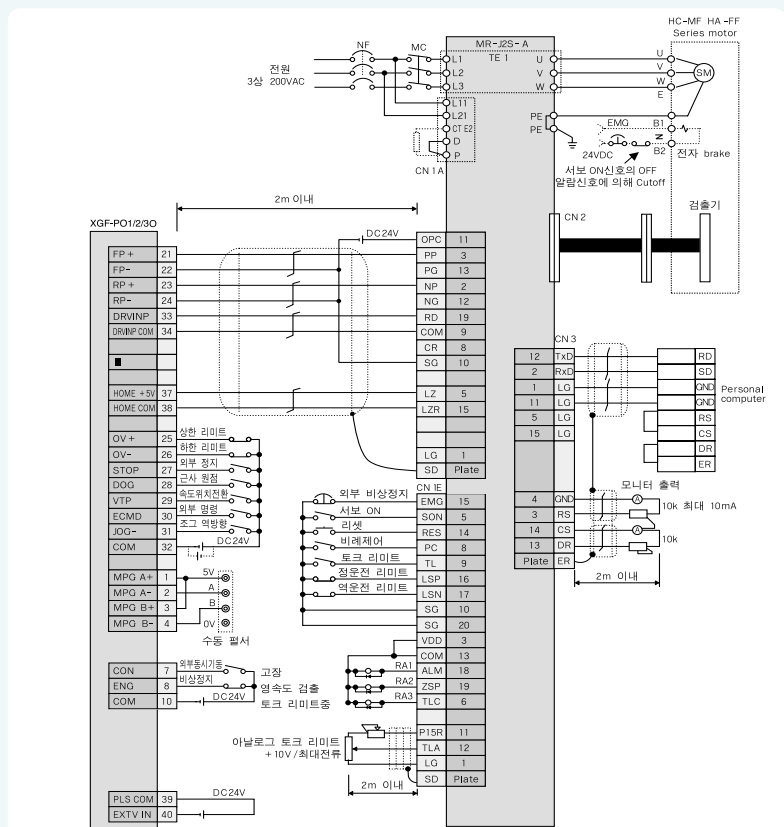 HC-MF HA-FF
Series motor
MR-J2S-A
TE 1
NF
MC
전원
3상 200VAC
L1
L2
L3
L11
L21
CT E2
D
P
CN 1A
U
V
W
PE
PE
U
V
W
E
SM
EMG
B1
B2
24VDC
전자 brake
서보 ON신호의 OFF
알람신호에 의해 Cutoff
검출기
CN 2
2m 이내
XGF-PO1/2/3O
DC24V
FP+ 21
FP- 22
RP+ 23
RP- 24
DRVINP 33
DRVINP COM 34
HOME +5V 37
HOME COM 38
OV+ 25 상한 리미트
OV- 26 하한 리미트
STOP 27 외부 정지
DOG 28 근사 원점
VTP 29 속도위치전환
ECMD 30 외부 명령
JOG- 31 조그 역방향
COM 32 DC24V
MPG A+ 1 5V
MPG A- 2 A
MPG B+ 3 B
MPG B- 4 0V
수동 펄서
CON 7 외부동시기동
ENG 8 비상정지
COM 10 DC24V
PLS COM 39 DC24V
EXTV IN 40
OPC 11
PP 3
PG 13
NP 2
NG 12
RD 19
COM 9
CR 8
SG 10
LZ 5
LZR 15
LG 1
SD Plate
CN 1E
외부 비상정지 EMG 15
서보 ON SON 5
리셋 RES 14
비례제어 PC 8
토크 리미트 TL 9
정운전 리미트 LSP 16
역운전 리미트 LSN 17
SG 10
SG 20
VDD 3
COM 13
고장 RA1 ALM 18
영속도 검출 RA2 ZSP 19
토크 리미트중 RA3 TLC 6
P15R 11
아날로그 토크 리미트
+10V/최대전류
TLA 12
LG 1
SD Plate
2m 이내
CN 3
12 TxD RD
2 RxD SD
1 LG GND
11 LG GND
5 LG RS
15 LG CS
DR
ER
Personal
computer
모니터 출력
4 GND A
3 RS 10k 최대 10mA
14 CS A
13 DR 10k
Plate ER
2m 이내